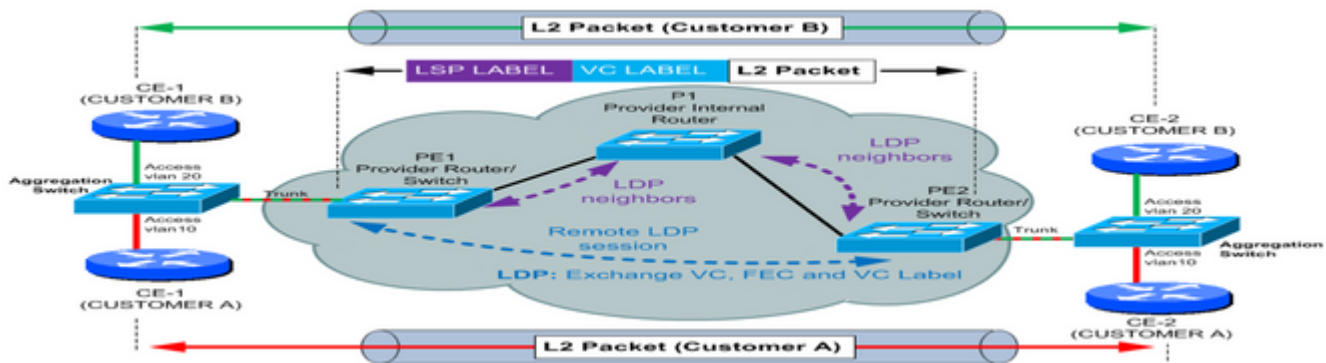 L2 Packet (Customer B)
LSP LABEL VC LABEL L2 Packet
CE-1
(CUSTOMER B)
P1
Provider Internal
Router
CE-2
(CUSTOMER B)
Access
vlan 20
Aggregation
Switch
Trunk
Access
vlan10
PE1
Provider Router/
Switch
LDP
neighbors
LDP
neighbors
PE2
Provider Router/
Switch
Access
vlan 20
Trunk
Aggregation
Switch
Access
vlan10
Remote LDP
session
LDP: Exchange VC, FEC and VC Label
CE-1
(CUSTOMER A)
CE-2
(CUSTOMER A)
L2 Packet (Customer A)